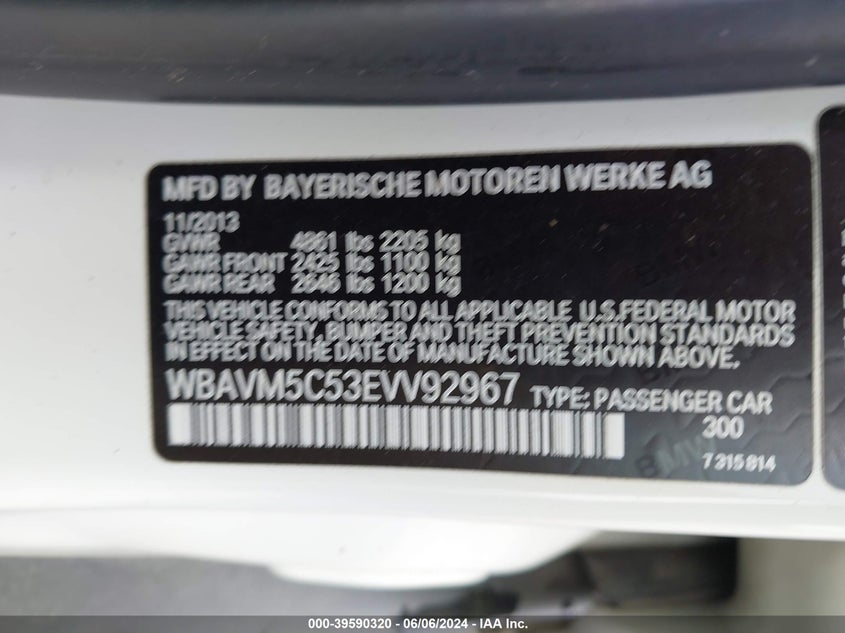 MFD BY BAYERISCHE MOTOREN WERKE AG
11/2013
GVWR 4861 lbs 2205 kg
GAWR FRONT 2425 lbs 1100 kg
GAWR REAR 2646 lbs 1200 kg
THIS VEHICLE CONFORMS TO ALL APPLICABLE U.S.FEDERAL MOTOR
VEHICLE SAFETY, BUMPER AND THEFT PREVENTION STANDARDS
IN EFFECT ON THE DATE OF MANUFACTURE SHOWN ABOVE.
WBAVM5C53EVV92967 TYPE: PASSENGER CAR
300
7315814
000-39590320 / 06/06/2024 - IAA Inc.